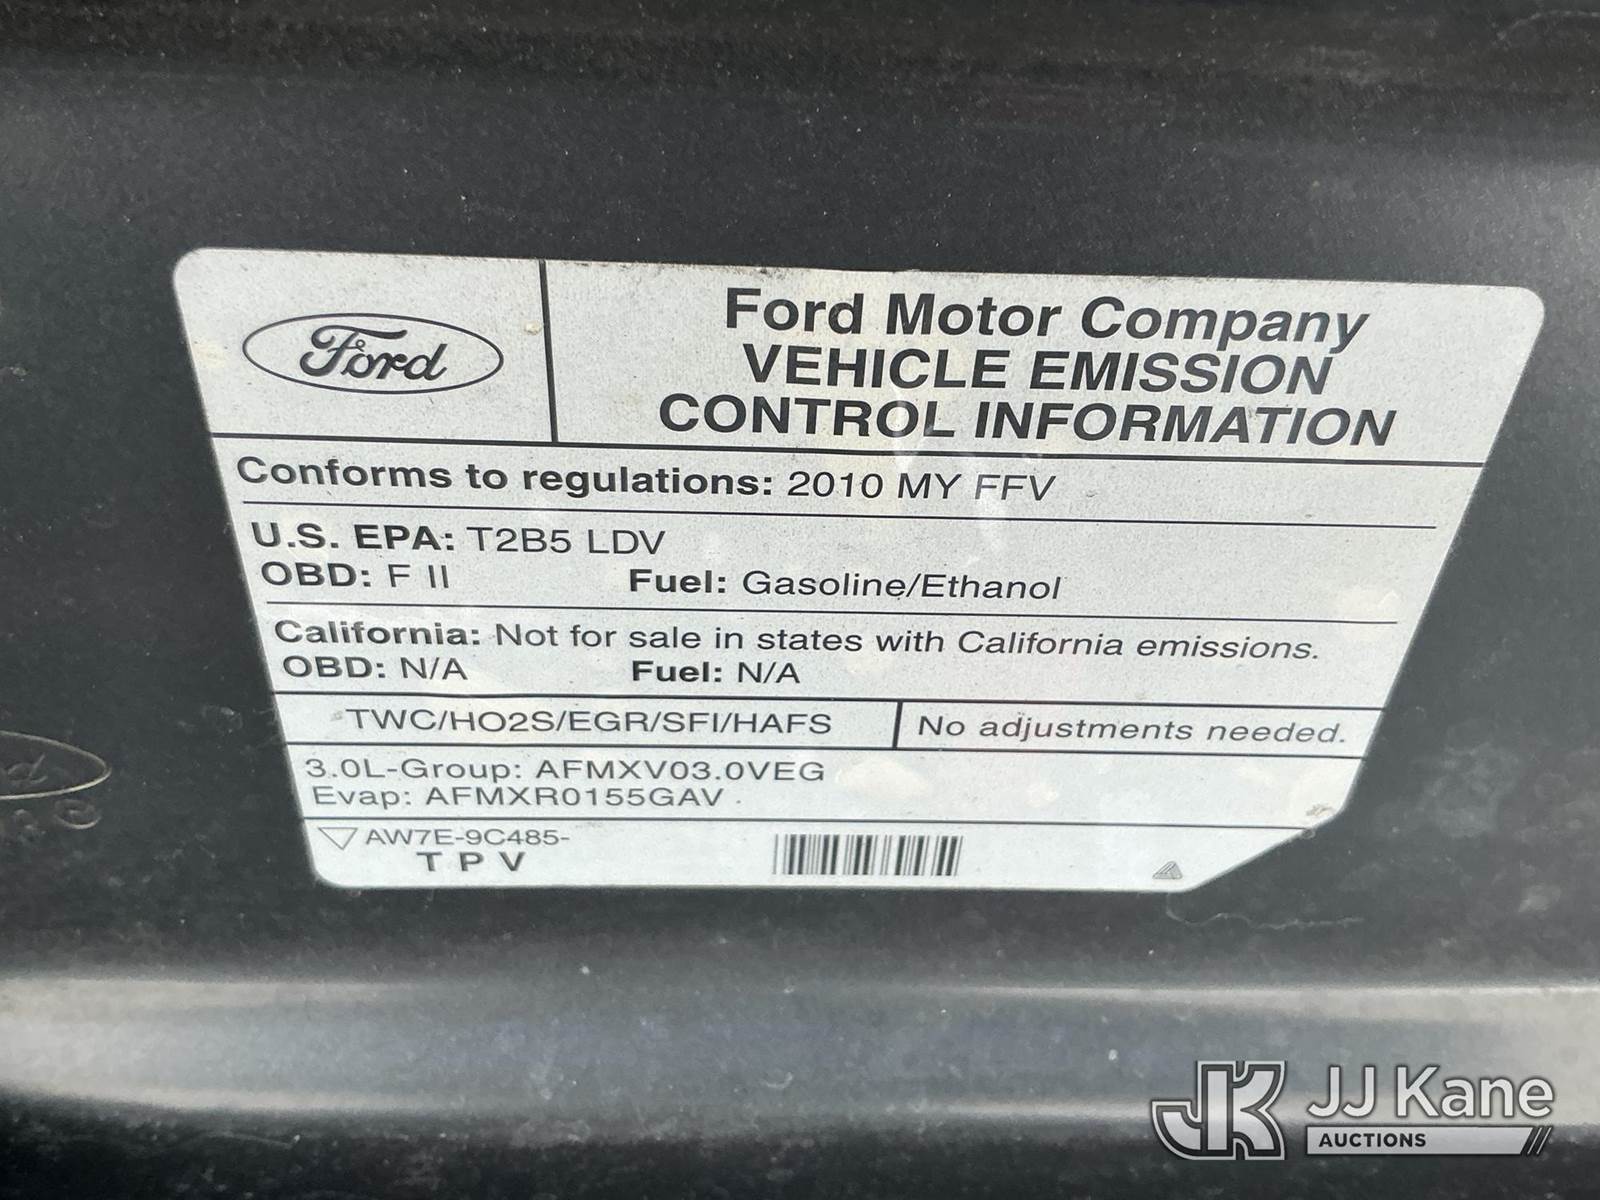 Ford
Ford Motor Company
VEHICLE EMISSION
CONTROL INFORMATION
Conforms to regulations: 2010 MY FFV
U.S. EPA: T2B5 LDV
OBD: F II Fuel: Gasoline/Ethanol
California: Not for sale in states with California emissions.
OBD: N/A Fuel: N/A
TWC/HO2S/EGR/SFI/HAFS No adjustments needed.
3.0L-Group: AFMXV03.0VEG
Evap: AFMXR0155GAV
AW7E-9C485-
T P V
JK JJ Kane
AUCTIONS